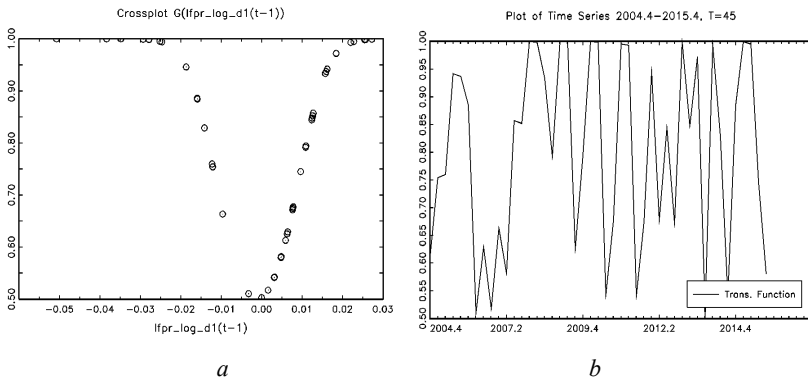 Crossplot G(lfpr_log_d1(t−1))
1.00
0.90
0.80
0.70
0.60
0.50
−0.05 −0.04 −0.03 −0.02 −0.01 0.00 0.01 0.02 0.03
lfpr_log_d1(t−1)
a
Plot of Time Series 2004.4−2015.4, T=45
1.00
0.95
0.90
0.85
0.80
0.75
0.70
0.65
0.60
0.55
0.50
2004.4 2007.2 2009.4 2012.2 2014.4
Trans. Function
b